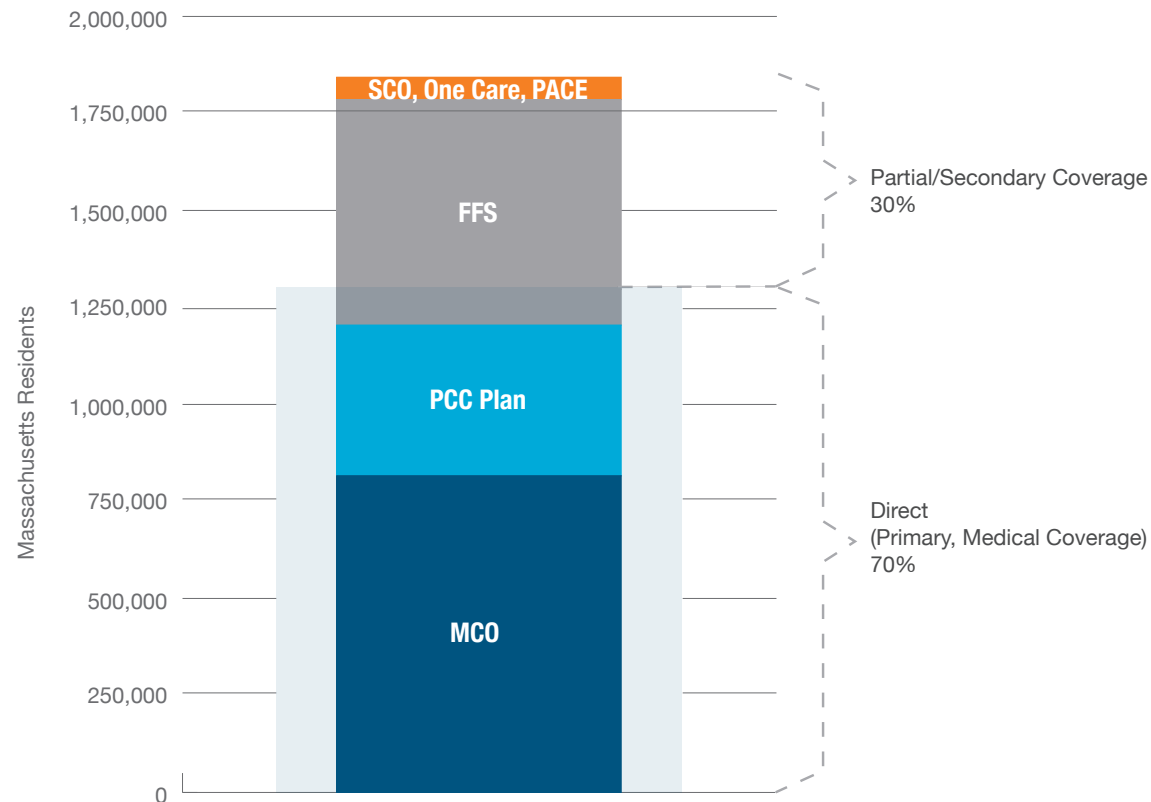 2,000,000
1,750,000
1,500,000
1,250,000
1,000,000
750,000
500,000
250,000
0
Massachusetts Residents
SCO, One Care, PACE
FFS
PCC Plan
MCO
Partial/Secondary Coverage
30%
Direct
(Primary, Medical Coverage)
70%